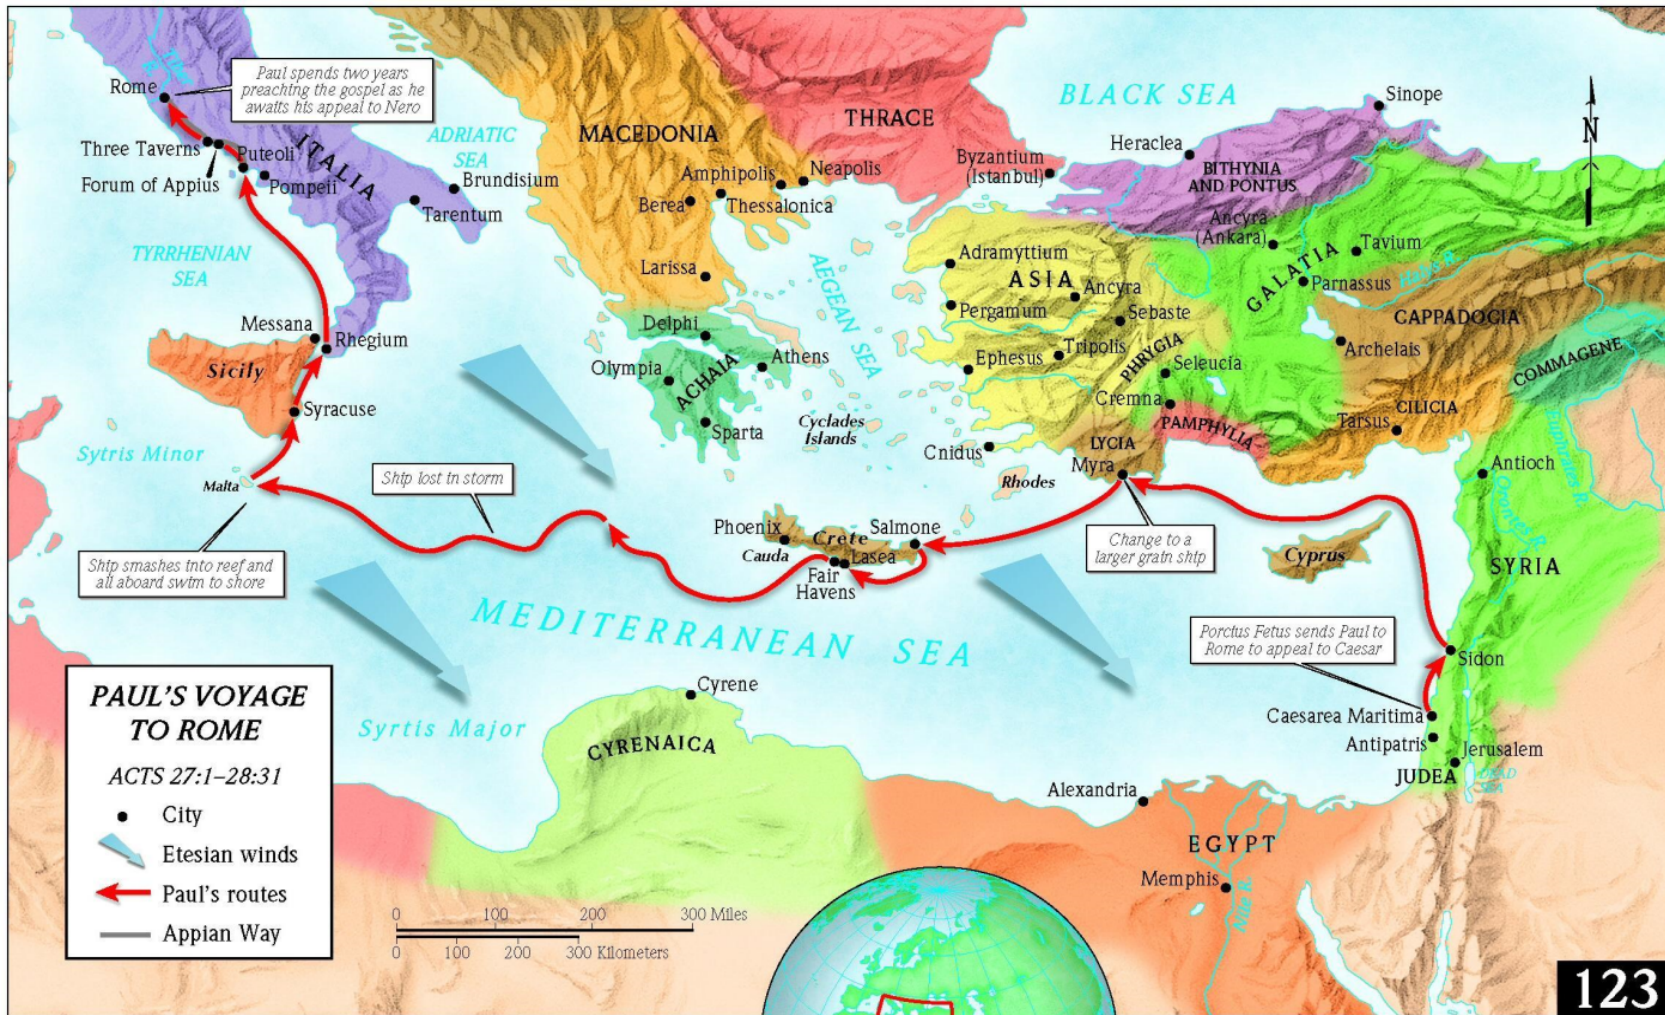 Tiber
R.
Rome
Paul spends two years
preaching the gospel as he
awaits his appeal to Nero
Three Taverns
Forum of Appius
Puteoli
Pompeii
ITALIA
ADRIATIC
SEA
Brundisium
Tarentum
TYRRHENIAN
SEA
Messana
Rhegium
Sicily
Syracuse
Sytris Minor
Malta
Ship smashes into reef and
all aboard swim to shore
Ship lost in storm
MACEDONIA
THRACE
Amphipolis
Neapolis
Berea
Thessalonica
Larissa
AEGEAN SEA
Delphi
Athens
Olympia
ACHAIA
Sparta
Cyclades
Islands
BLACK SEA
Sinope
Heraclea
Byzantium
(Istanbul)
BITHYNIA
AND PONTUS
N
Ancyra
(Ankara)
Tavium
GALATIA
Halys R.
Parnassus
Adramyttium
ASIA
Ancyra
Pergamum
Sebaste
CAPPADOCIA
Archelais
Ephesus
Tripolis
PHRYGIA
Seleucia
COMMAGENE
Cremna
CILICIA
Tarsus
PAMPHYLIA
LYCIA
Cnidus
Myra
Rhodes
Euphrates R.
Antioch
Orontes R.
Phoenix
Crete
Salmone
Cauda
Lasea
Fair
Havens
Change to a
larger grain ship
Cyprus
SYRIA
MEDITERRANEAN SEA
Porcius Fetus sends Paul to
Rome to appeal to Caesar
Sidon
Caesarea Maritima
Antipatris
Jerusalem
JUDEA
DEAD
SEA
Syrtis Major
Cyrene
CYRENAICA
Alexandria
EGYPT
Memphis
Nile R.
PAUL'S VOYAGE
TO ROME
ACTS 27:1–28:31
City
Etesian winds
Paul's routes
Appian Way
0 100 200 300 Miles
0 100 200 300 Kilometers
123